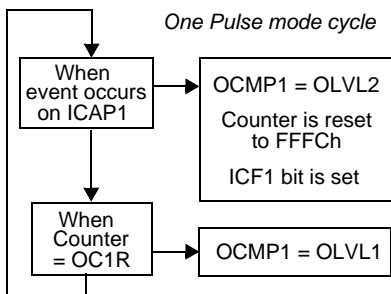 One Pulse mode cycle
When
event occurs
on ICAP1
OCMP1 = OLVL2
Counter is reset
to FFFCh
ICF1 bit is set
When
Counter
= OC1R
OCMP1 = OLVL1